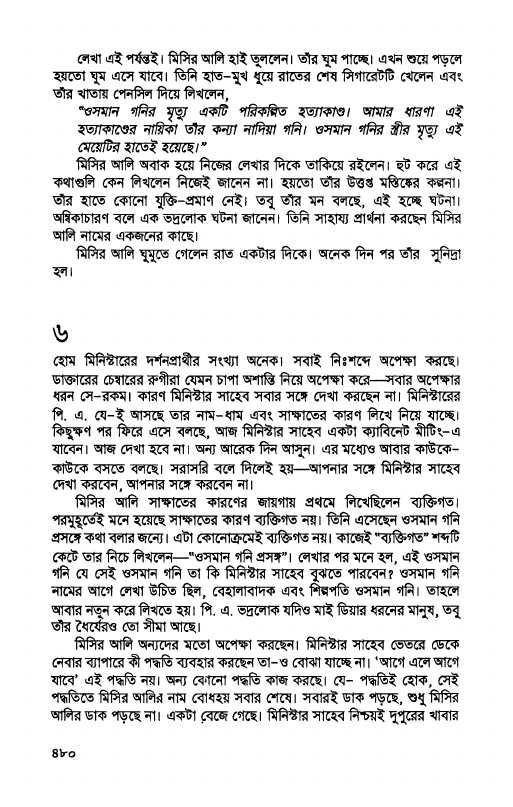 লেখা এই পর্যন্তই। মিসির আলি হাই তুললেন। তাঁর ঘুম পাচ্ছে। এখন শুয়ে পড়লে
হয়তো ঘুম এসে যাবে। তিনি হাত-মুখ ধুয়ে রাতের শেষ সিগারেটটি খেলেন এবং
তাঁর খাতায় পেনসিল দিয়ে লিখলেন,
"ওসমান গনির মৃত্যু একটি পরিকল্পিত হত্যাকাণ্ড। আমার ধারণা এই
হত্যাকাণ্ডের নায়িকা তাঁর কন্যা নাদিয়া গনি। ওসমান গনির স্ত্রীর মৃত্যু এই
মেয়েটির হাতেই হয়েছে।"
মিসির আলি অবাক হয়ে নিজের লেখার দিকে তাকিয়ে রইলেন। হুট করে এই
কথাগুলি কেন লিখলেন নিজেই জানেন না। হয়তো তাঁর উত্তপ্ত মস্তিষ্কের কল্পনা।
তাঁর হাতে কোনো যুক্তি-প্রমাণ নেই। তবু তাঁর মন বলছে, এই হচ্ছে ঘটনা।
অম্বিকাচারণ বলে এক ভদ্রলোক ঘটনা জানেন। তিনি সাহায্য প্রার্থনা করছেন মিসির
আলি নামের একজনের কাছে।
মিসির আলি ঘুমুতে গেলেন রাত একটার দিকে। অনেক দিন পর তাঁর সুনিদ্রা
হল।
৬
হোম মিনিস্টারের দর্শনপ্রার্থীর সংখ্যা অনেক। সবাই নিঃশব্দে অপেক্ষা করছে।
ডাক্তারের চেম্বারের রুগীরা যেমন চাপা অশান্তি নিয়ে অপেক্ষা করে—সবার অপেক্ষার
ধরন সে-রকম। কারণ মিনিস্টার সাহেব সবার সঙ্গে দেখা করছেন না। মিনিস্টারের
পি. এ. যে-ই আসছে তার নাম-ধাম এবং সাক্ষাতের কারণ লিখে নিয়ে যাচ্ছে।
কিছুক্ষণ পর ফিরে এসে বলছে, আজ মিনিস্টার সাহেব একটা ক্যাবিনেট মীটিং-এ
যাবেন। আজ দেখা হবে না। অন্য আরেক দিন আসুন। এর মধ্যেও আবার কাউকে-
কাউকে বসতে বলছে। সরাসরি বলে দিলেই হয়—আপনার সঙ্গে মিনিস্টার সাহেব
দেখা করবেন, আপনার সঙ্গে করবেন না।
মিসির আলি সাক্ষাতের কারণের জায়গায় প্রথমে লিখেছিলেন ব্যক্তিগত।
পরমুহূর্তেই মনে হয়েছে সাক্ষাতের কারণ ব্যক্তিগত নয়। তিনি এসেছেন ওসমান গনি
প্রসঙ্গে কথা বলার জন্যে। এটা কোনোক্রমেই ব্যক্তিগত নয়। কাজেই "ব্যক্তিগত" শব্দটি
কেটে তার নিচে লিখলেন—"ওসমান গনি প্রসঙ্গ"। লেখার পর মনে হল, এই ওসমান
গনি যে সেই ওসমান গনি তা কি মিনিস্টার সাহেব বুঝতে পারবেন? ওসমান গনি
নামের আগে লেখা উচিত ছিল, বেহালাবাদক এবং শিল্পপতি ওসমান গনি। তাহলে
আবার নতুন করে লিখতে হয়। পি. এ. ভদ্রলোক যদিও মাই ডিয়ার ধরনের মানুষ, তবু
তাঁর ধৈর্যেরও তো সীমা আছে।
মিসির আলি অন্যদের মতো অপেক্ষা করছেন। মিনিস্টার সাহেব ভেতরে ডেকে
নেবার ব্যাপারে কী পদ্ধতি ব্যবহার করছেন তা-ও বোঝা যাচ্ছে না। 'আগে এলে আগে
যাবে' এই পদ্ধতি নয়। অন্য কোনো পদ্ধতি কাজ করছে। যে- পদ্ধতিই হোক, সেই
পদ্ধতিতে মিসির আলির নাম বোধহয় সবার শেষে। সবারই ডাক পড়ছে, শুধু মিসির
আলির ডাক পড়ছে না। একটা বেজে গেছে। মিনিস্টার সাহেব নিশ্চয়ই দুপুরের খাবার
৪৮০